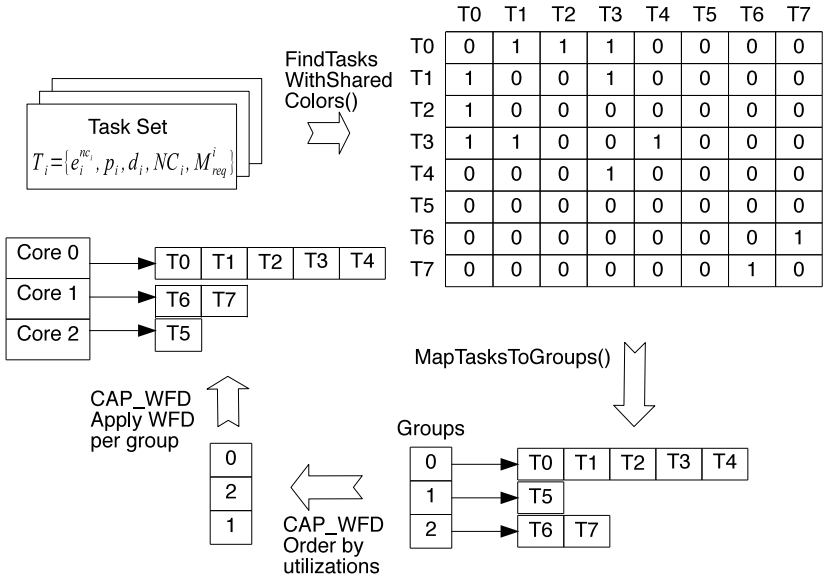 Task Set
T_i={e_i^{nc_i}, p_i, d_i, NC_i, M^i_{req}}
FindTasks
WithShared
Colors()
T0 T1 T2 T3 T4 T5 T6 T7
T0 0 1 1 1 0 0 0 0
T1 1 0 0 1 0 0 0 0
T2 1 0 0 0 0 0 0 0
T3 1 1 0 0 1 0 0 0
T4 0 0 0 1 0 0 0 0
T5 0 0 0 0 0 0 0 0
T6 0 0 0 0 0 0 0 1
T7 0 0 0 0 0 0 1 0
MapTasksToGroups()
Groups
0 T0 T1 T2 T3 T4
1 T5
2 T6 T7
CAP_WFD
Order by
utilizations
0
2
1
CAP_WFD
Apply WFD
per group
Core 0 T0 T1 T2 T3 T4
Core 1 T6 T7
Core 2 T5